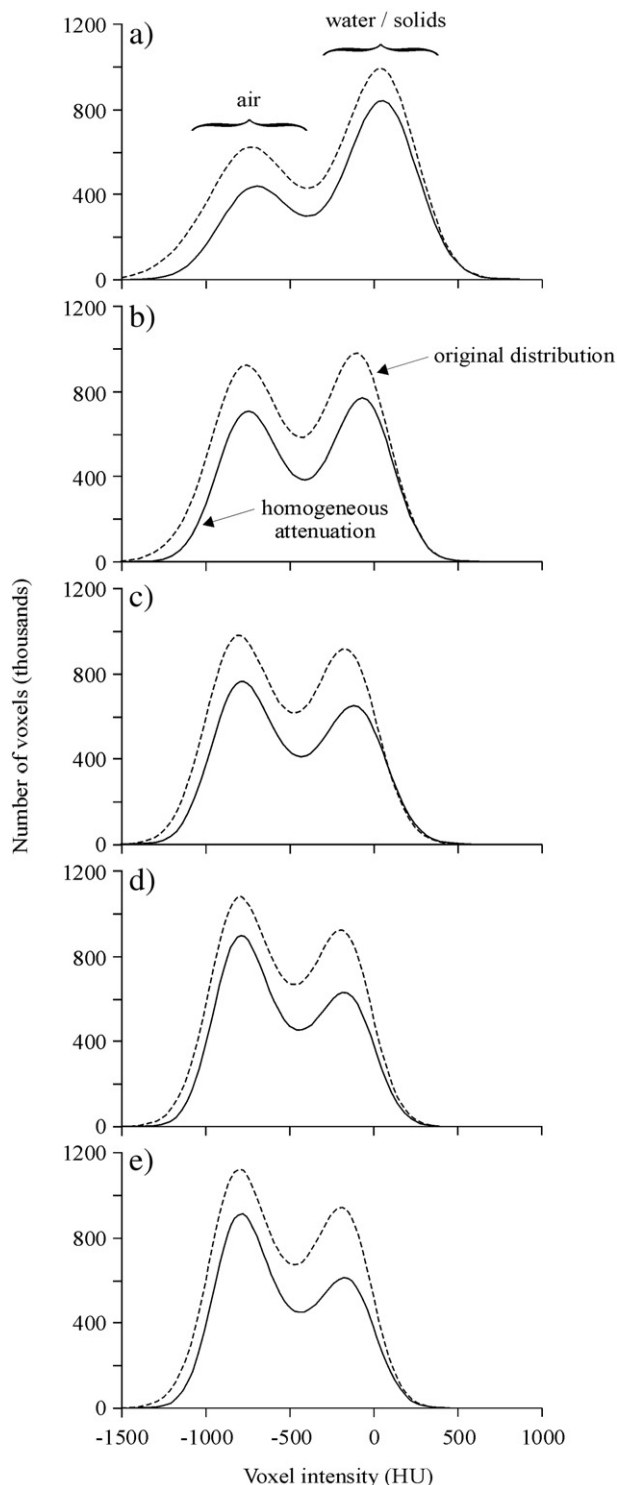 1200
a)
water / solids
air
800
400
0
1200
b)
original distribution
800
400
homogeneous
attenuation
0
1200
c)
800
400
0
1200
d)
800
400
0
1200
e)
800
400
0
-1500 -1000 -500 0 500 1000
Voxel intensity (HU)
Number of voxels (thousands)